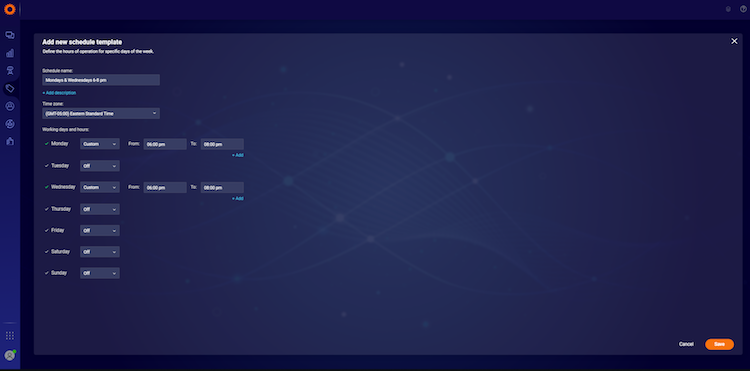 Add new schedule template
Define the hours of operation for specific days of the week.
Schedule name:
Mondays & Wednesdays 6-8 pm
+ Add description
Time zone:
(GMT-05:00) Eastern Standard Time
Working days and hours:
Monday Custom From: 06:00 pm To: 08:00 pm
+ Add
Tuesday Off
Wednesday Custom From: 06:00 pm To: 08:00 pm
+ Add
Thursday Off
Friday Off
Saturday Off
Sunday Off
Cancel Save